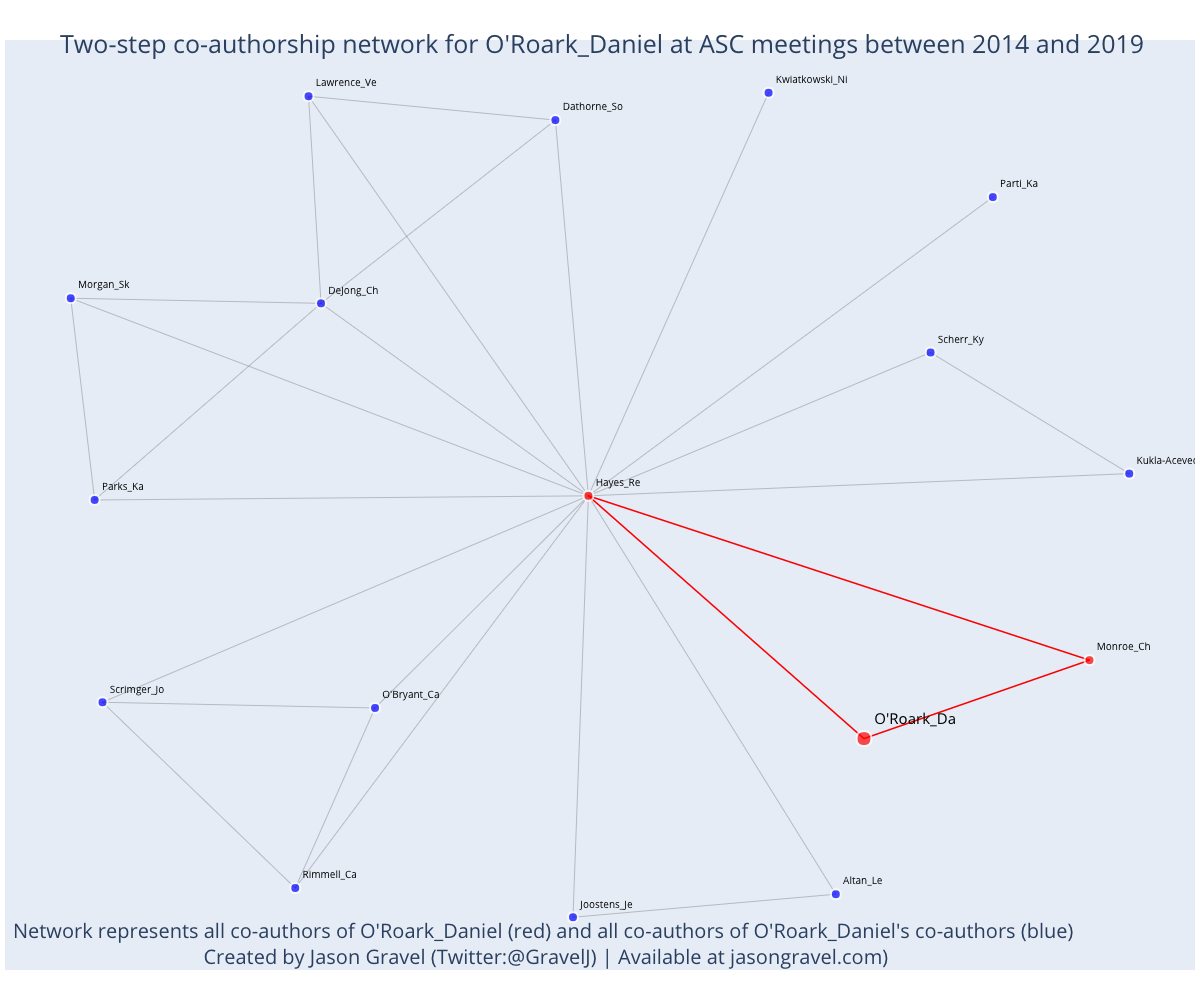 Two-step co-authorship network for O'Roark_Daniel at ASC meetings between 2014 and 2019
Kwiatkowski_Ni
Lawrence_Ve
Dathorne_So
Parti_Ka
Morgan_Sk
DeJong_Ch
Scherr_Ky
Kukla-Aceved
Parks_Ka
Hayes_Re
Monroe_Ch
Scrimger_Jo
O'Bryant_Ca
O'Roark_Da
Rimmell_Ca
Altan_Le
Joostens_Je
Network represents all co-authors of O'Roark_Daniel (red) and all co-authors of O'Roark_Daniel's co-authors (blue)
Created by Jason Gravel (Twitter:@GravelJ) | Available at jasongravel.com)